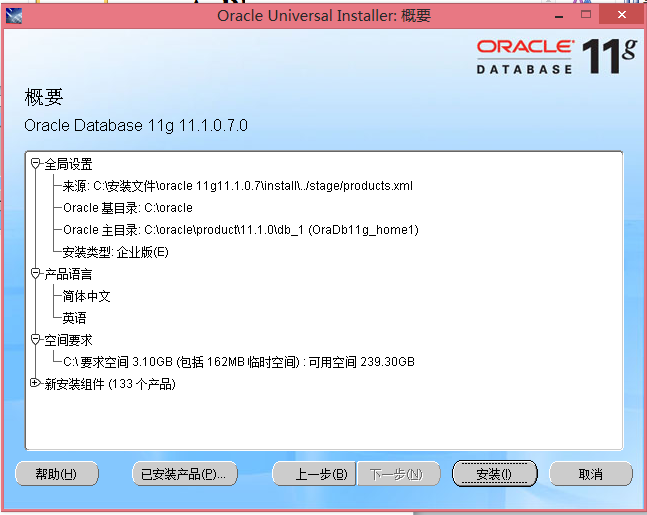 Oracle Universal Installer: 概要
ORACLE
DATABASE 11g
概要
Oracle Database 11g 11.1.0.7.0
全局设置
来源: C:\安装文件\oracle 11g11.1.0.7\install\../stage/products.xml
Oracle 基目录: C:\oracle
Oracle 主目录: C:\oracle\product\11.1.0\db_1 (OraDb11g_home1)
安装类型: 企业版(E)
产品语言
简体中文
英语
空间要求
C:\ 要求空间 3.10GB (包括 162MB 临时空间) : 可用空间 239.30GB
新安装组件 (133 个产品)
帮助(H) 已安装产品(P)... 上一步(B) 下一步(N) 安装(I) 取消